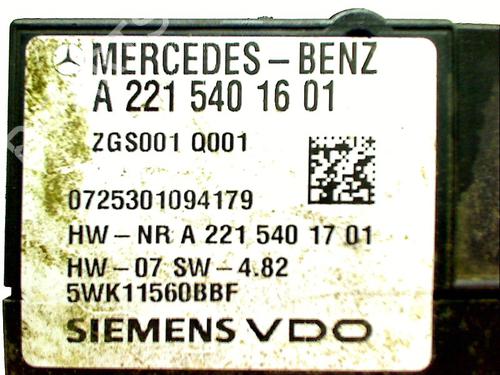 MERCEDES-BENZ
A 221 540 16 01
ZGS001 Q001
0725301094179
HW-NR A 221 540 17 01
HW-07 SW-4.82
5WK11560BBF
SIEMENS VDO